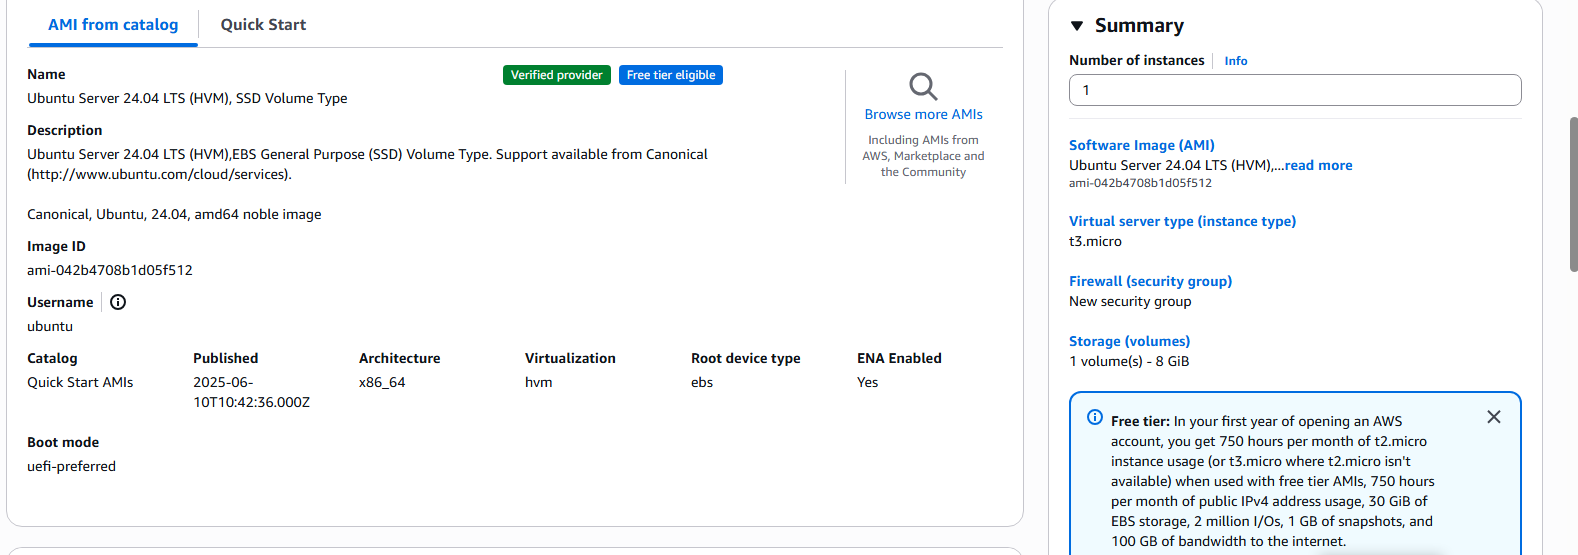 AMI from catalog
Quick Start
Name
Verified provider
Free tier eligible
Ubuntu Server 24.04 LTS (HVM), SSD Volume Type
Description
Ubuntu Server 24.04 LTS (HVM),EBS General Purpose (SSD) Volume Type. Support available from Canonical
(http://www.ubuntu.com/cloud/services).
Canonical, Ubuntu, 24.04, amd64 noble image
Image ID
ami-042b4708b1d05f512
Username
ubuntu
Catalog
Published
Architecture
Virtualization
Root device type
ENA Enabled
Quick Start AMIs
2025-06-
10T10:42:36.000Z
x86_64
hvm
ebs
Yes
Boot mode
uefi-preferred
Browse more AMIs
Including AMIs from
AWS, Marketplace and
the Community
Summary
Number of instances
Info
1
Software Image (AMI)
Ubuntu Server 24.04 LTS (HVM),...read more
ami-042b4708b1d05f512
Virtual server type (instance type)
t3.micro
Firewall (security group)
New security group
Storage (volumes)
1 volume(s) - 8 GiB
Free tier: In your first year of opening an AWS
account, you get 750 hours per month of t2.micro
instance usage (or t3.micro where t2.micro isn't
available) when used with free tier AMIs, 750 hours
per month of public IPv4 address usage, 30 GiB of
EBS storage, 2 million I/Os, 1 GB of snapshots, and
100 GB of bandwidth to the internet.